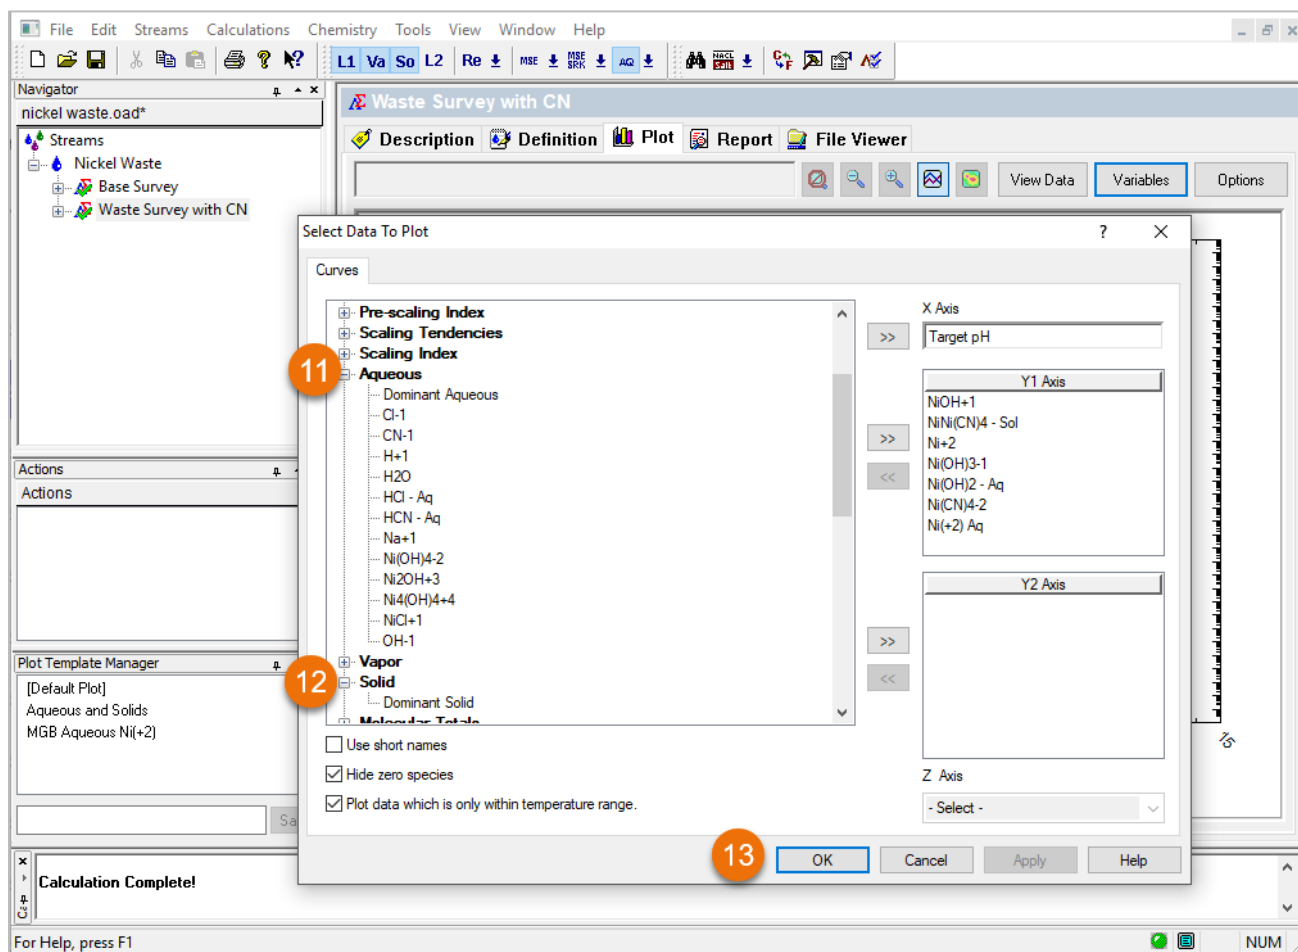 File Edit Streams Calculations Chemistry Tools View Window Help
L1 Va So L2 Re MSE MSE SRK AQ
Navigator
nickel waste.oad*
Streams
Nickel Waste
Base Survey
Waste Survey with CN
Waste Survey with CN
Description Definition Plot Report File Viewer
View Data Variables Options
Select Data To Plot ?
Curves
Pre-scaling Index
Scaling Tendencies
Scaling Index
11 Aqueous
Dominant Aqueous
Cl-1
CN-1
H+1
H2O
HCl - Aq
HCN - Aq
Na+1
Ni(OH)4-2
Ni2OH+3
Ni4(OH)4+4
NiCl+1
OH-1
Vapor
12 Solid
Dominant Solid
Molecular Totals
Use short names
Hide zero species
Plot data which is only within temperature range.
X Axis
>> Target pH
Y1 Axis
NiOH+1
NiNi(CN)4 - Sol
Ni+2
Ni(OH)3-1
Ni(OH)2 - Aq
Ni(CN)4-2
Ni(+2) Aq
>>
<<
Y2 Axis
>>
<<
Z Axis
- Select -
13 OK Cancel Apply Help
15
Actions
Actions
Plot Template Manager
[Default Plot]
Aqueous and Solids
MGB Aqueous Ni(+2)
Sa
Calculation Complete!
For Help, press F1 NUM